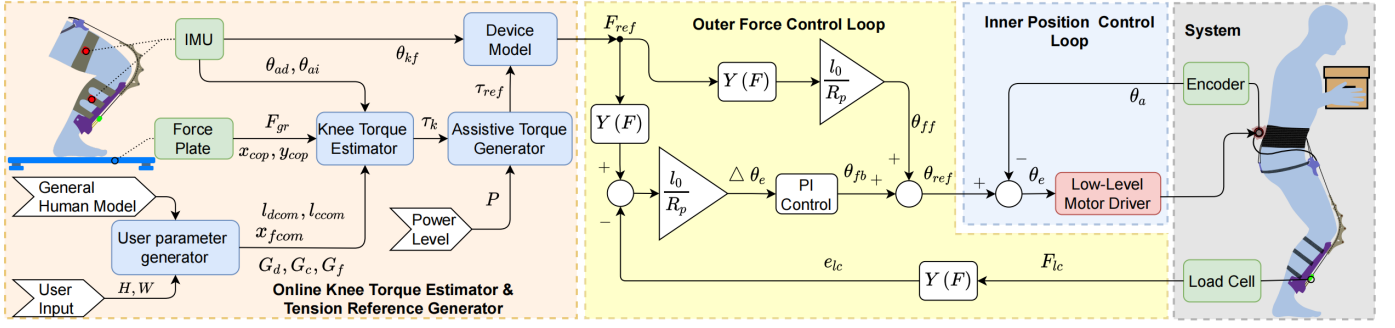 IMU
θ_kf
Device
Model
θ_ad, θ_ai
τ_ref
Force
Plate
F_gr
x_cop, y_cop
Knee Torque
Estimator
τ_k
Assistive Torque
Generator
General
Human Model
l_dcom, l_ccom
x_fcom
P
Power
Level
User parameter
generator
G_d, G_c, G_f
User
Input
H, W
Online Knee Torque Estimator &
Tension Reference Generator
F_ref
Outer Force Control Loop
Y (F)
l_0
R_p
Y (F)
θ_ff
+
+
−
l_0
R_p
△ θ_e
PI
Control
θ_fb
+
θ_ref
e_lc
Y (F)
F_lc
Inner Position Control
Loop
θ_a
−
+
θ_e
Low-Level
Motor Driver
System
Encoder
Load Cell